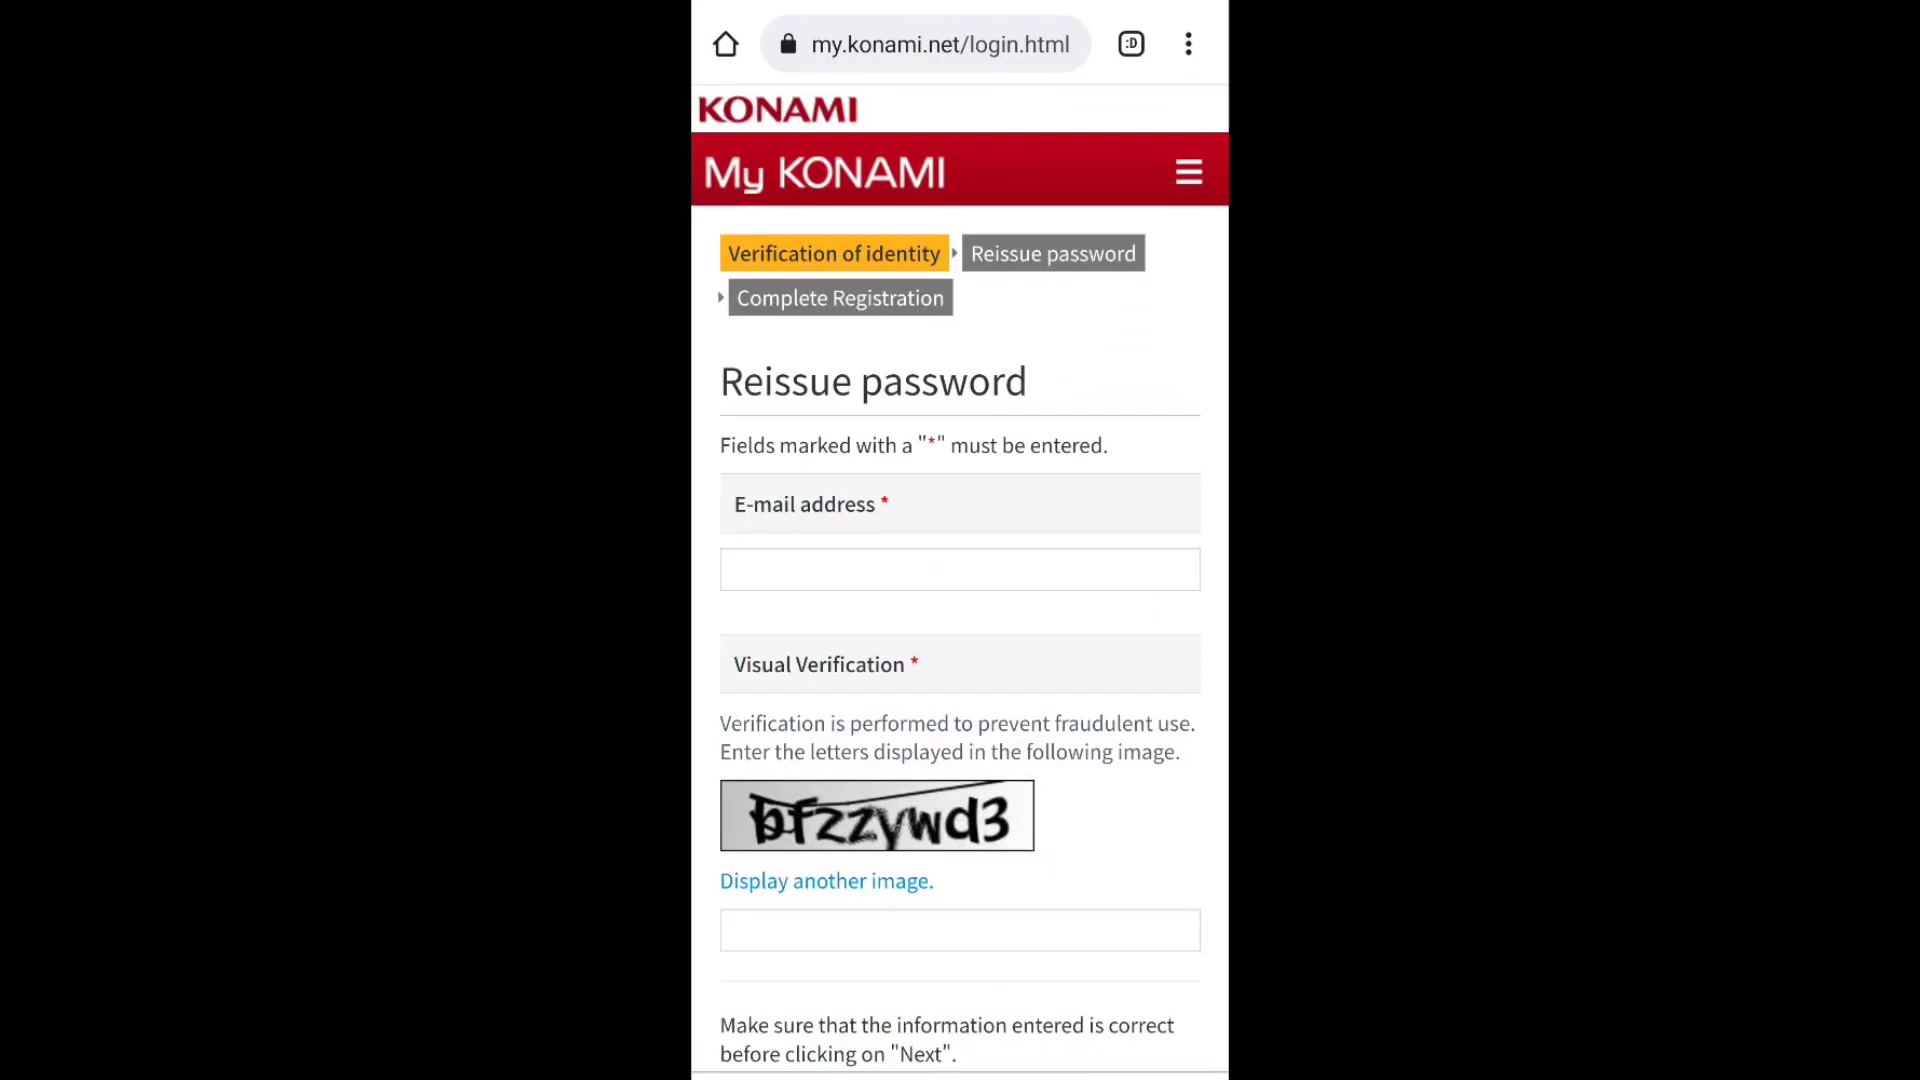 my.konami.net/login.html
:D
KONAMI
My KONAMI
Verification of identity
Reissue password
Complete Registration
Reissue password
Fields marked with a "*" must be entered.
E-mail address *
Visual Verification *
Verification is performed to prevent fraudulent use.
Enter the letters displayed in the following image.
bfzzywd3
Display another image.
Make sure that the information entered is correct
before clicking on "Next".